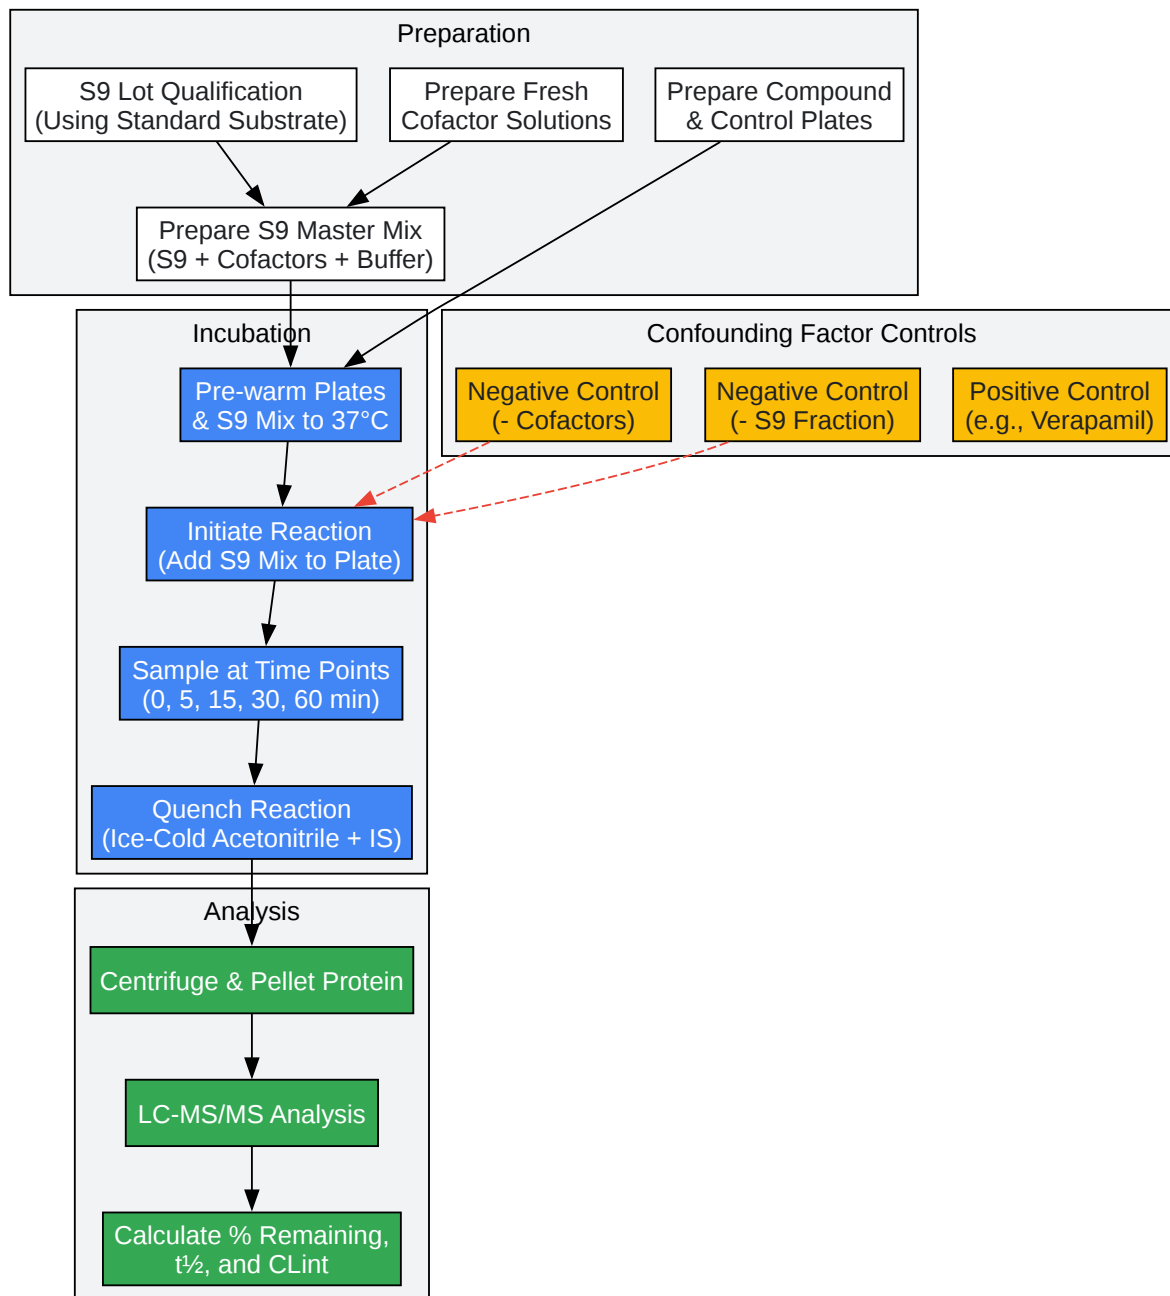 Preparation
S9 Lot Qualification
(Using Standard Substrate)
Prepare Fresh
Cofactor Solutions
Prepare Compound
& Control Plates
Prepare S9 Master Mix
(S9 + Cofactors + Buffer)
Incubation
Pre-warm Plates
& S9 Mix to 37°C
Initiate Reaction
(Add S9 Mix to Plate)
Sample at Time Points
(0, 5, 15, 30, 60 min)
Quench Reaction
(Ice-Cold Acetonitrile + IS)
Confounding Factor Controls
Negative Control
(- Cofactors)
Negative Control
(- S9 Fraction)
Positive Control
(e.g., Verapamil)
Analysis
Centrifuge & Pellet Protein
LC-MS/MS Analysis
Calculate % Remaining,
t½, and CLint